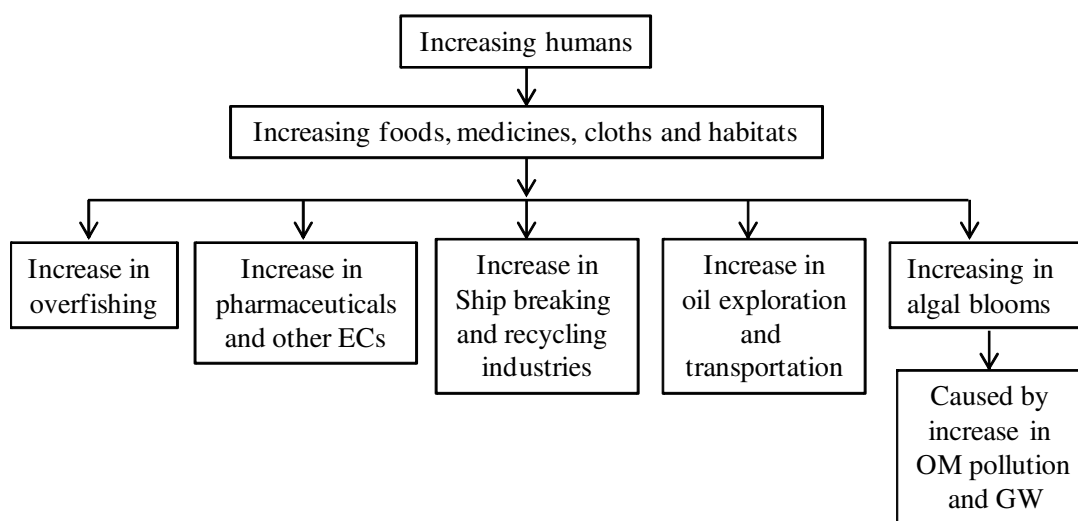 Increasing humans
Increasing foods, medicines, cloths and habitats
Increase in
overfishing
Increase in
pharmaceuticals
and other ECs
Increase in
Ship breaking
and recycling
industries
Increase in
oil exploration
and
transportation
Increasing in
algal blooms
Caused by
increase in
OM pollution
and GW